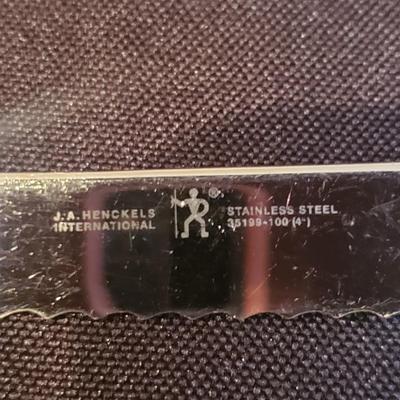 J.A. HENCKELS
INTERNATIONAL
®
STAINLESS STEEL
35199-100 (4")